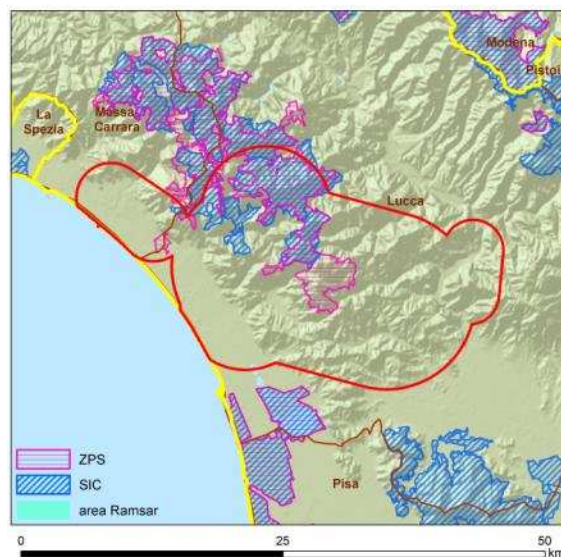 Modena
Pistoi
La
Spezia
Massa
Carrara
Lucca
Pisa
ZPS
SIC
area Ramsar
0 25 50
km